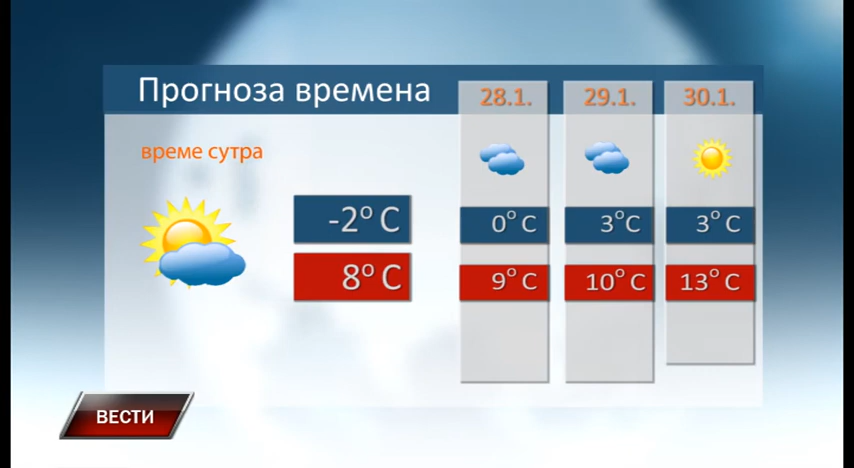 Прогноза времена
28.1.
29.1.
30.1.
време сутра
-2° C
8° C
0° C
3°C
3° C
9° C
10° C
13° C
ВЕСТИ